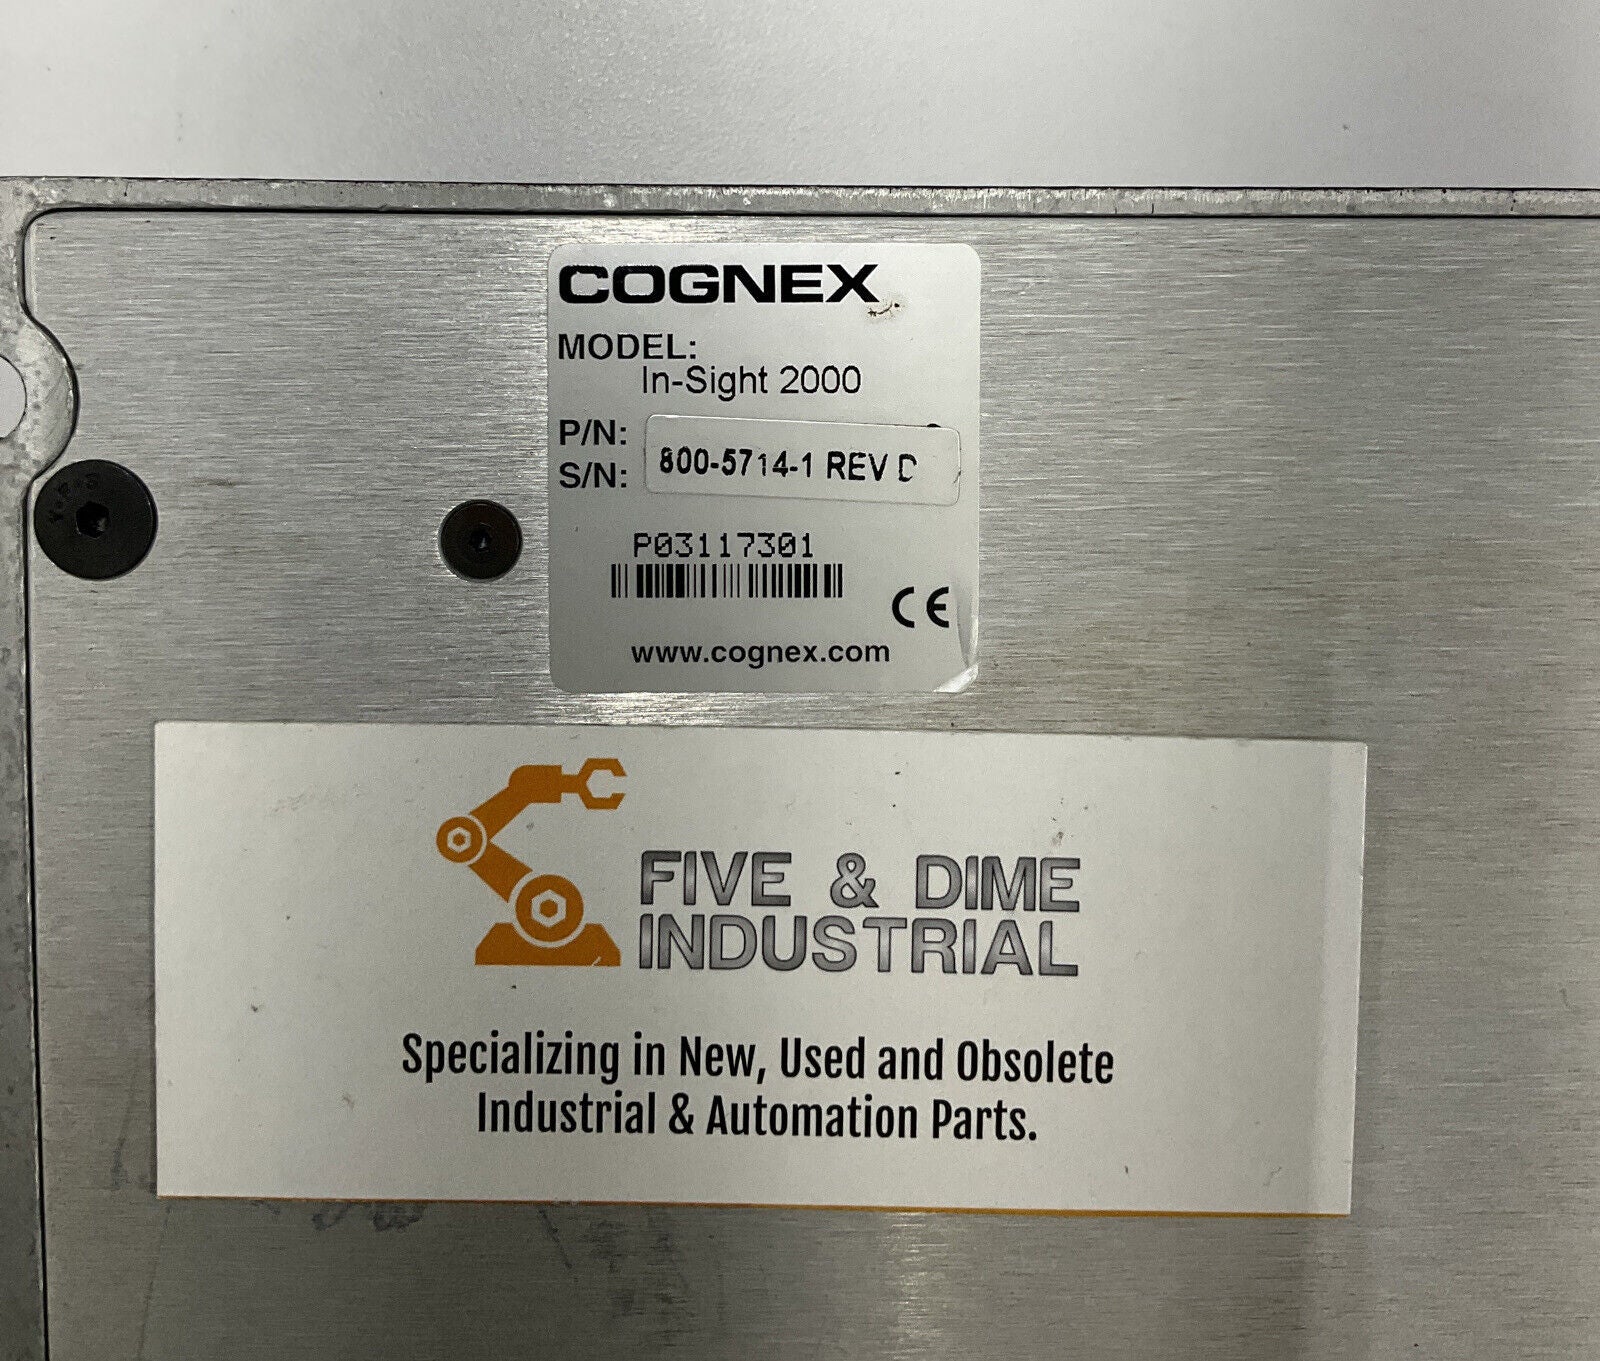 COGNEX
MODEL:
In-Sight 2000
P/N:
S/N:
800-5714-1 REV D
P03117301
CE
www.cognex.com
FIVE & DIME
INDUSTRIAL
Specializing in New, Used and Obsolete
Industrial & Automation Parts.